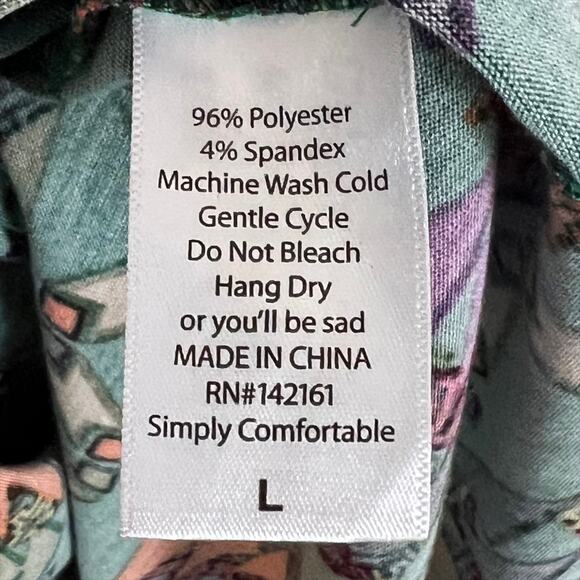 96% Polyester
4% Spandex
Machine Wash Cold
Gentle Cycle
Do Not Bleach
Hang Dry
or you'll be sad
MADE IN CHINA
RN#142161
Simply Comfortable
L